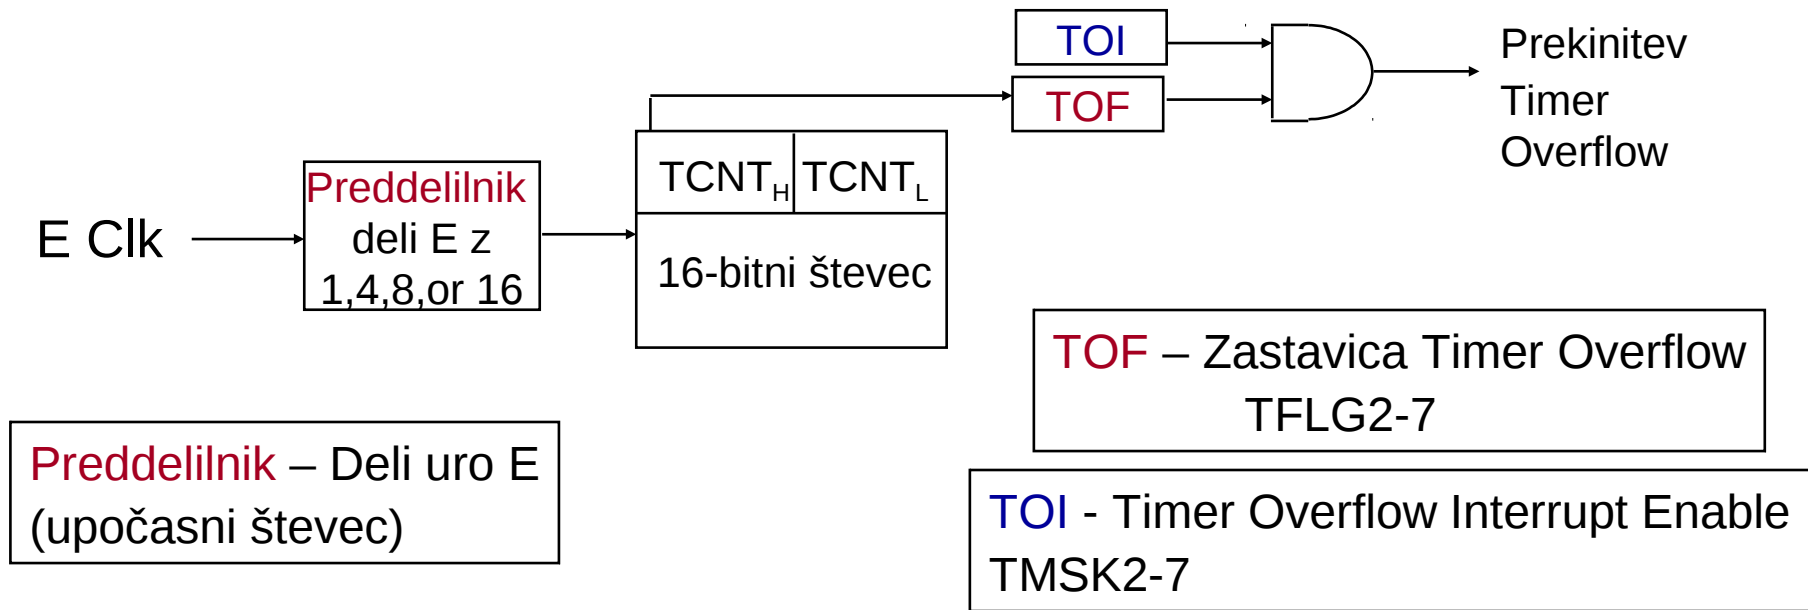 TOI
TOF
Prekinitev
Timer
Overflow
E Clk
Preddelilnik
deli E z
1,4,8,or 16
TCNTH
TCNTL
16-bitni števec
TOF – Zastavica Timer Overflow
TFLG2-7
Preddelilnik – Deli uro E
(upočasni števec)
TOI - Timer Overflow Interrupt Enable
TMSK2-7